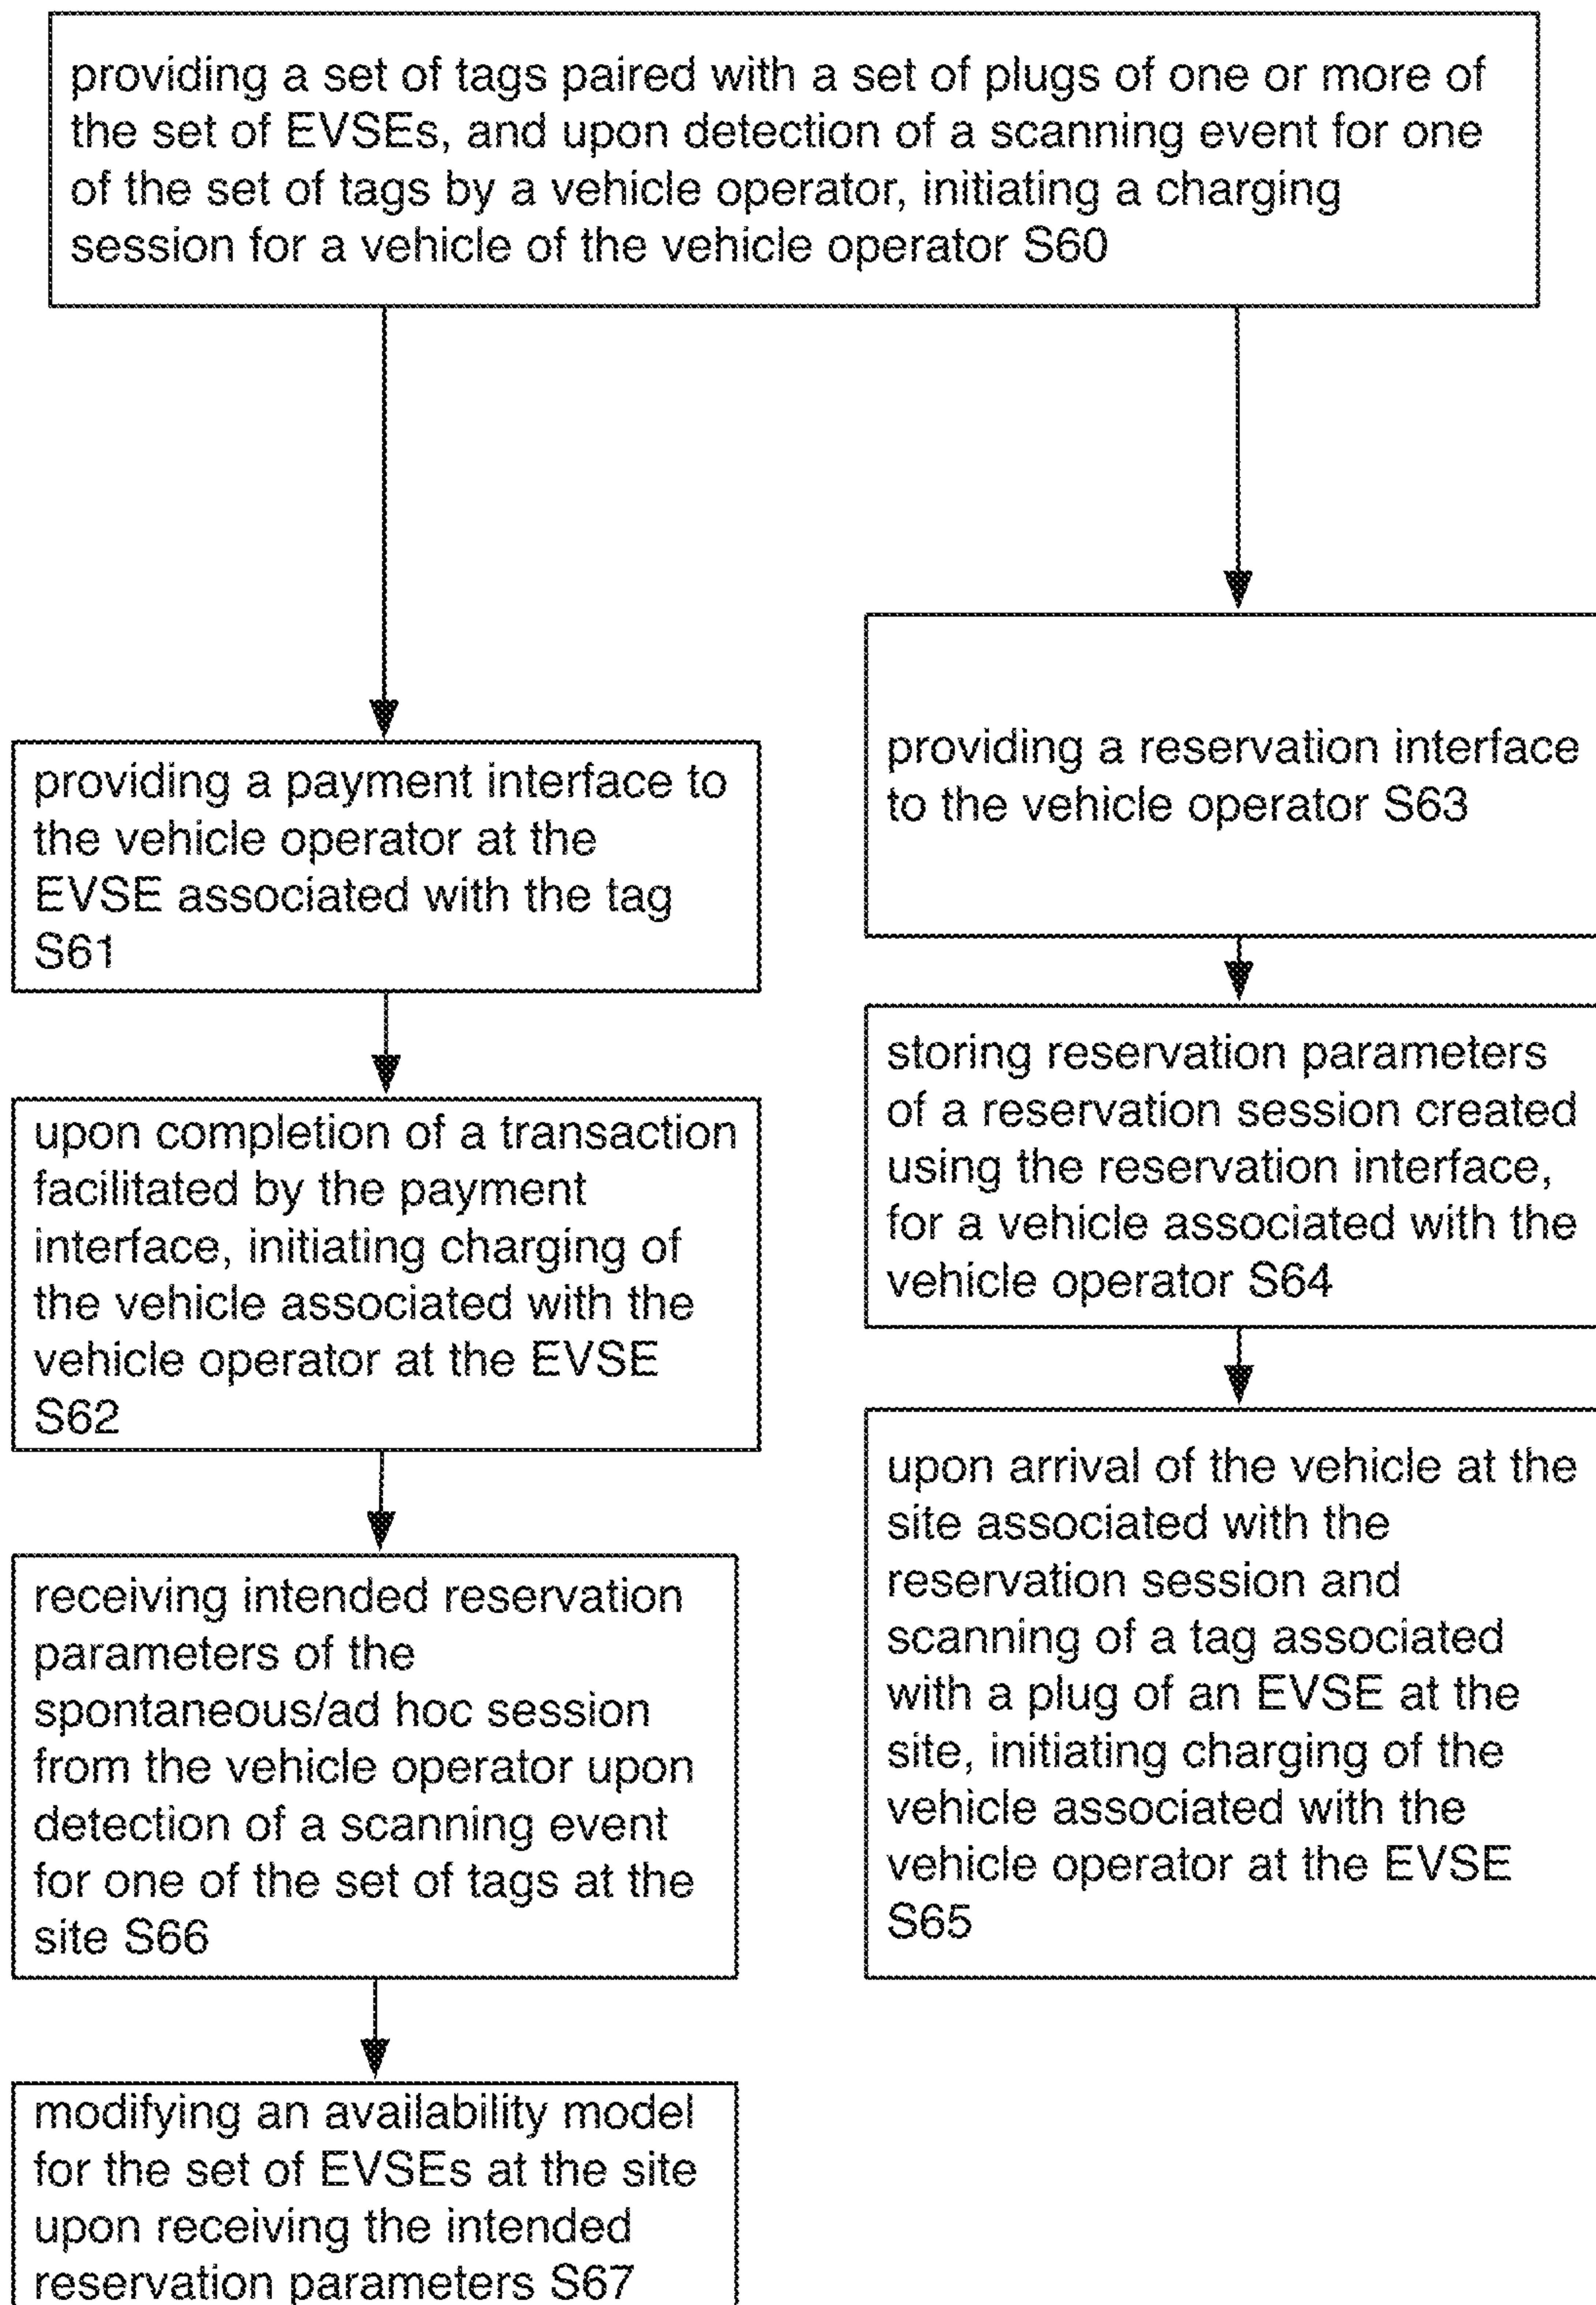 providing a set of tags paired with a set of plugs of one or more of
the set of EVSEs, and upon detection of a scanning event for one
of the set of tags by a vehicle operator, initiating a charging
session for a vehicle of the vehicle operator S60
providing a payment interface to
the vehicle operator at the
EVSE associated with the tag
S61
upon completion of a transaction
facilitated by the payment
interface, initiating charging of
the vehicle associated with the
vehicle operator at the EVSE
S62
receiving intended reservation
parameters of the
spontaneous/ad hoc session
from the vehicle operator upon
detection of a scanning event
for one of the set of tags at the
site S66
modifying an availability model
for the set of EVSEs at the site
upon receiving the intended
reservation parameters S67
providing a reservation interface
to the vehicle operator S63
storing reservation parameters
of a reservation session created
using the reservation interface,
for a vehicle associated with the
vehicle operator S64
upon arrival of the vehicle at the
site associated with the
reservation session and
scanning of a tag associated
with a plug of an EVSE at the
site, initiating charging of the
vehicle associated with the
vehicle operator at the EVSE
S65